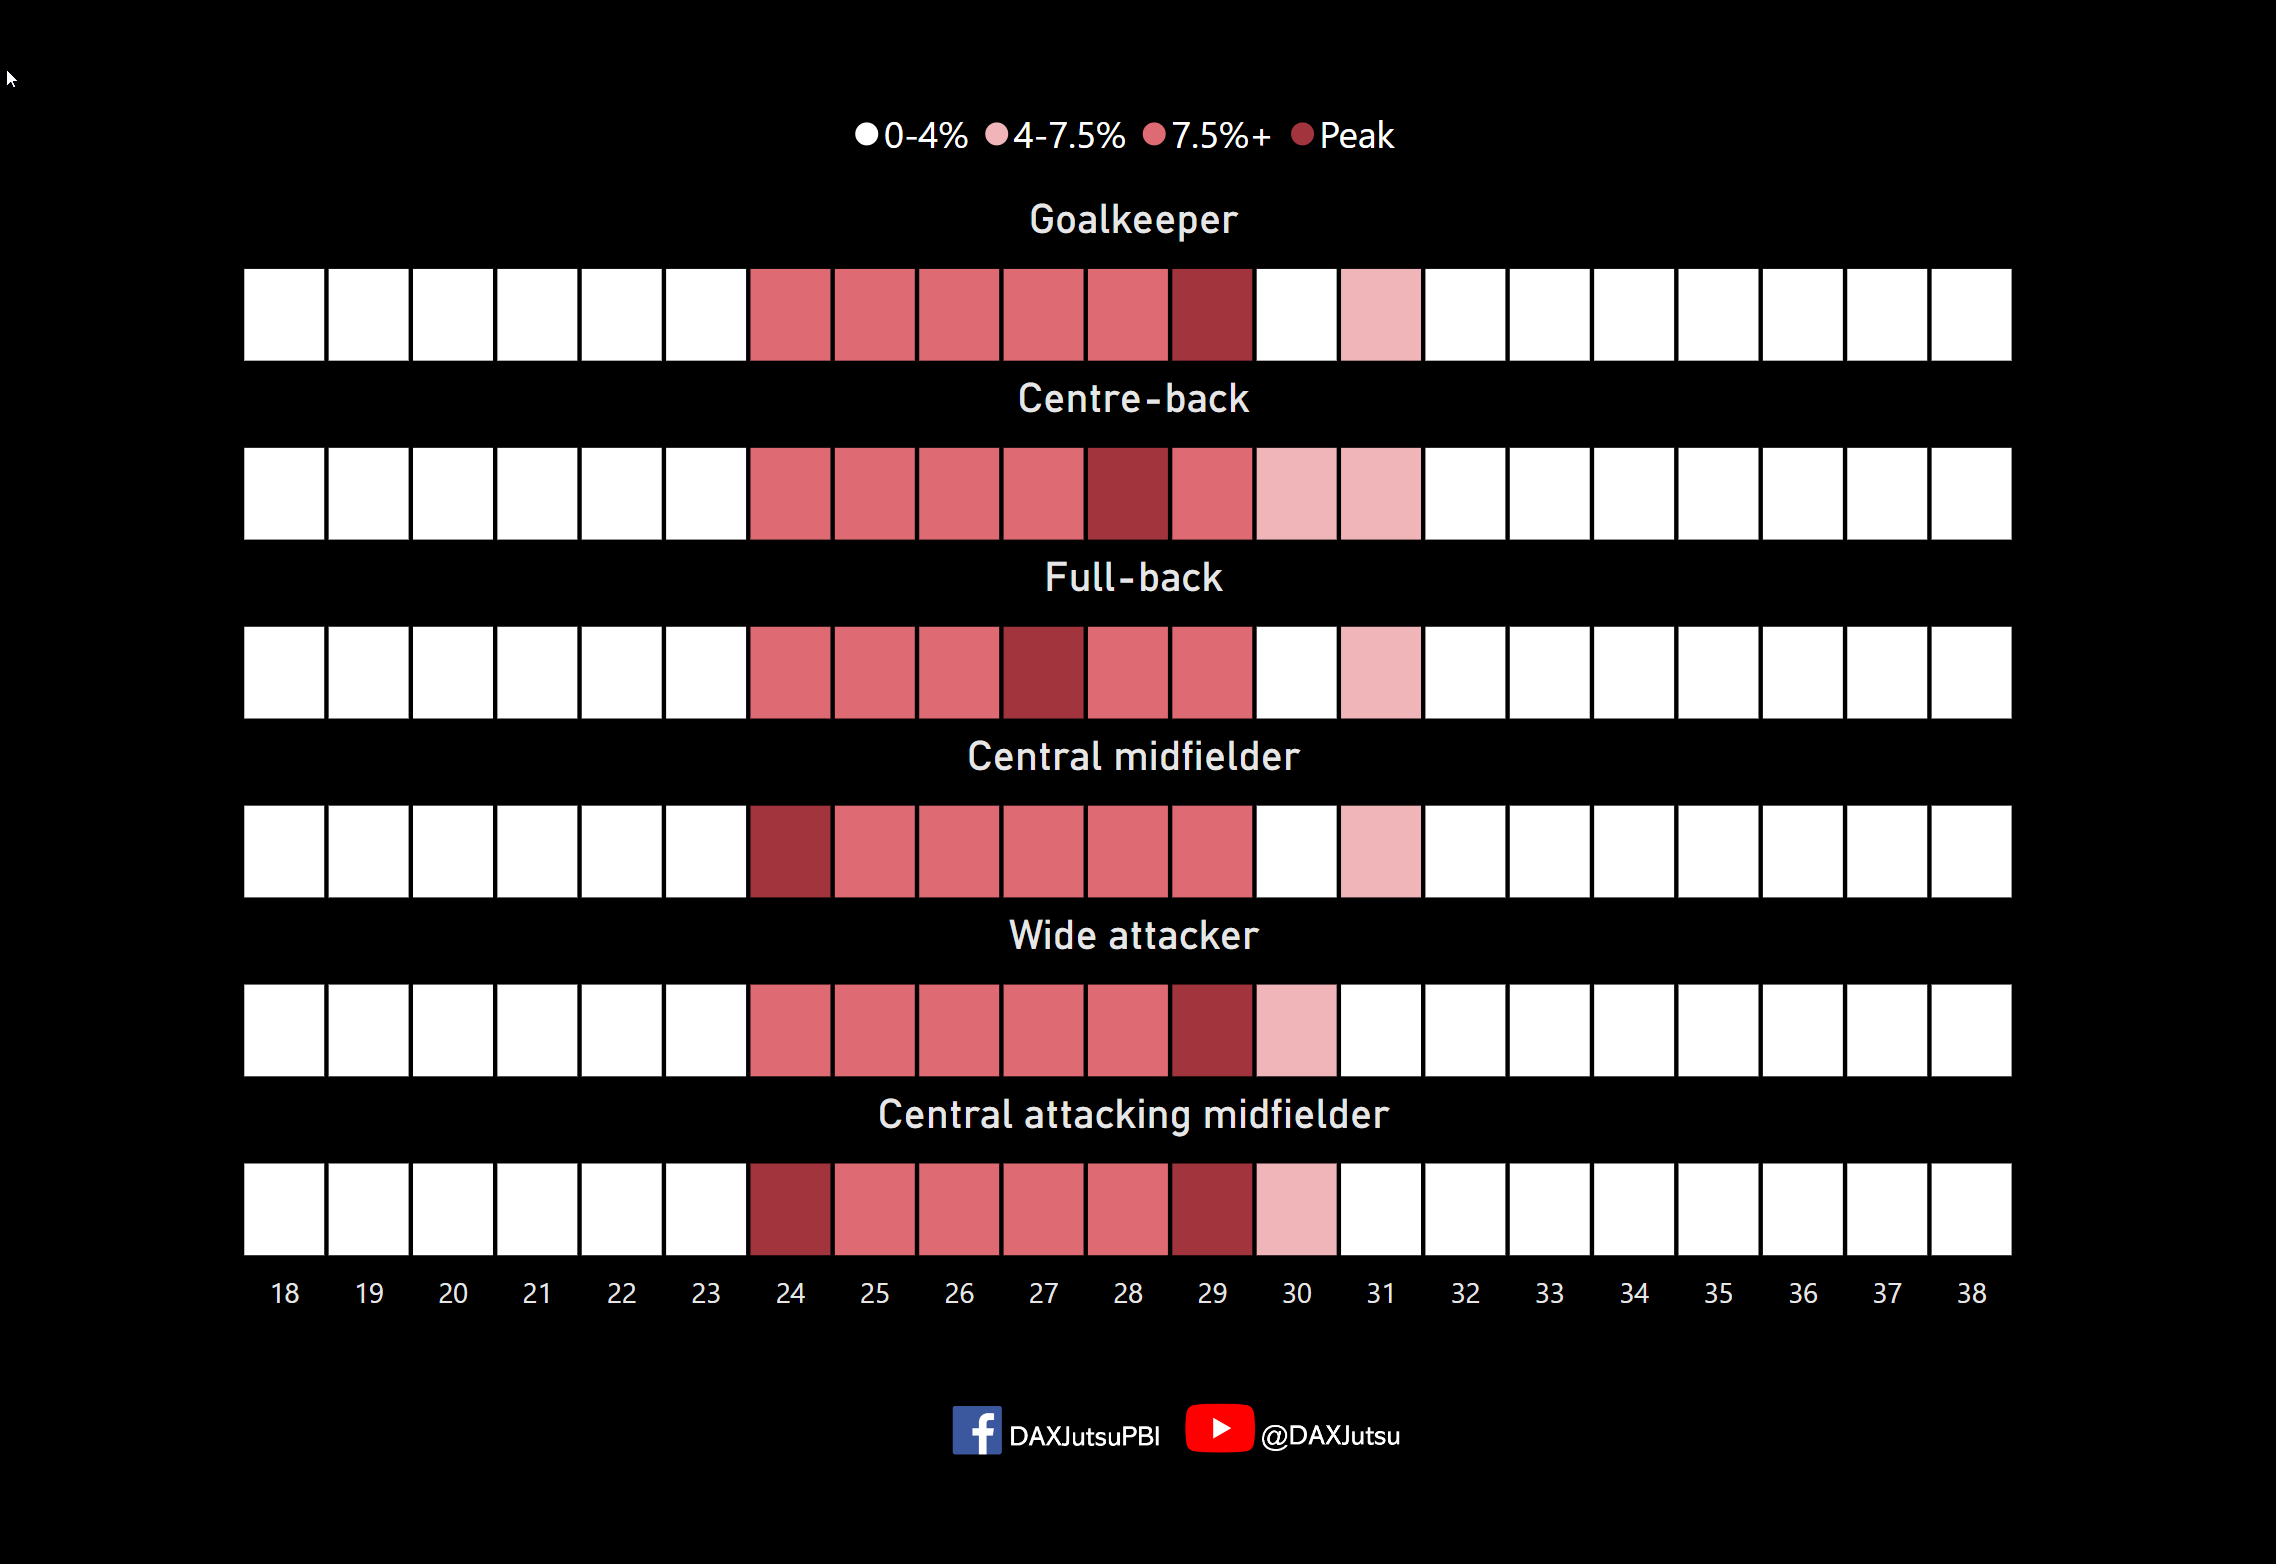 0-4% 4-7.5% 7.5%+ Peak
Goalkeeper
Centre-back
Full-back
Central midfielder
Wide attacker
Central attacking midfielder
18 19 20 21 22 23 24 25 26 27 28 29 30 31 32 33 34 35 36 37 38
DAXJutsuPBI @DAXJutsu